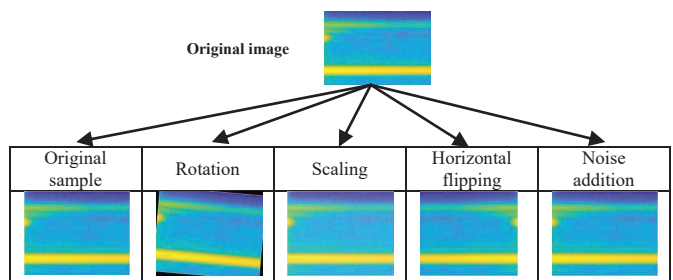 Original image
Original
sample
Rotation
Scaling
Horizontal
flipping
Noise
addition